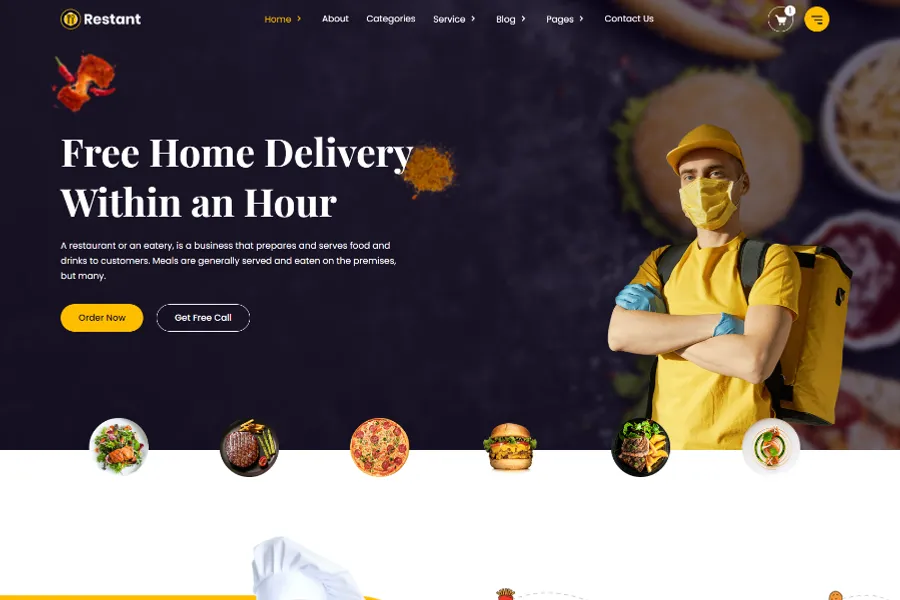 Restant
Home About Categories Service Blog Pages Contact Us
1
Free Home Delivery
Within an Hour
A restaurant or an eatery, is a business that prepares and serves food and
drinks to customers. Meals are generally served and eaten on the premises,
but many.
Order Now Get Free Call